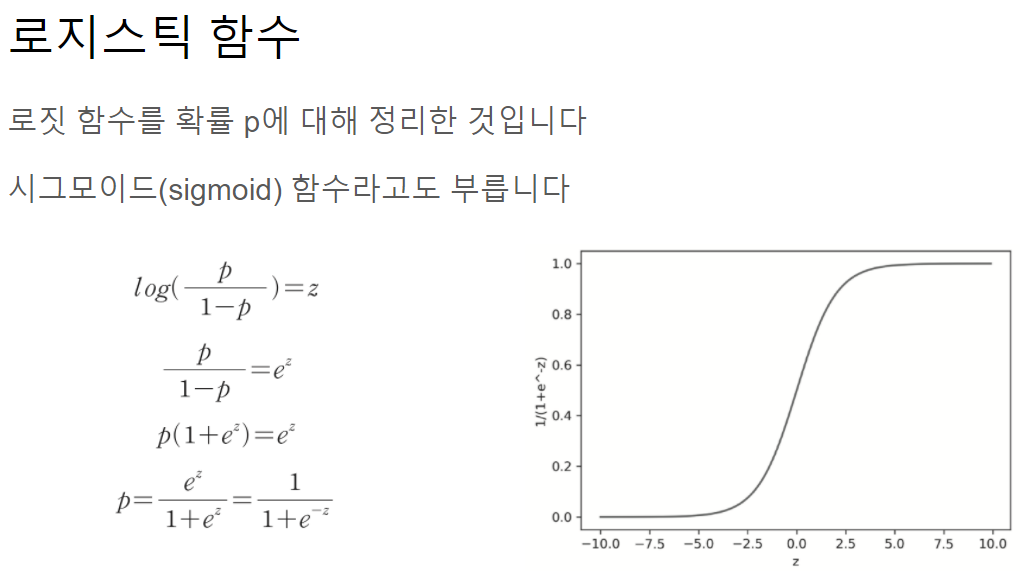 로지스틱 함수
로짓 함수를 확률 p에 대해 정리한 것입니다
시그모이드(sigmoid) 함수라고도 부릅니다
log(p/(1−p))=z
p/(1−p)=e^z
p(1+e^z)=e^z
p=e^z/(1+e^z)=1/(1+e^−z)
1/(1+e^-z)
1.0
0.8
0.6
0.4
0.2
0.0
−10.0 −7.5 −5.0 −2.5 0.0 2.5 5.0 7.5 10.0
z